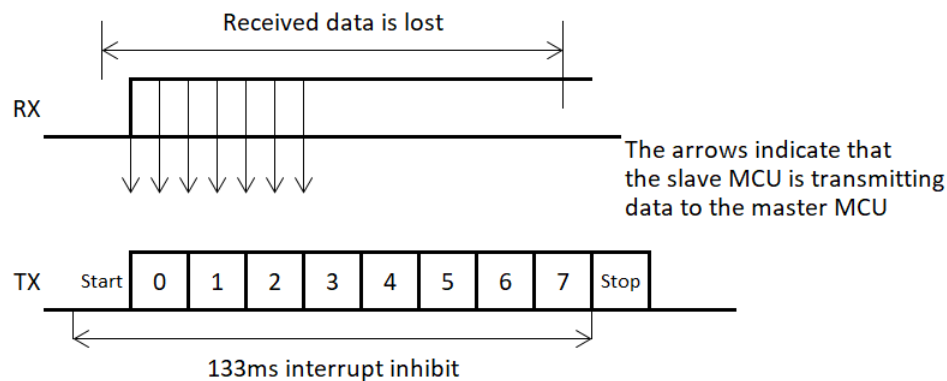 Received data is lost
RX
The arrows indicate that
the slave MCU is transmitting
data to the master MCU
TX Start 0 1 2 3 4 5 6 7 Stop
133ms interrupt inhibit